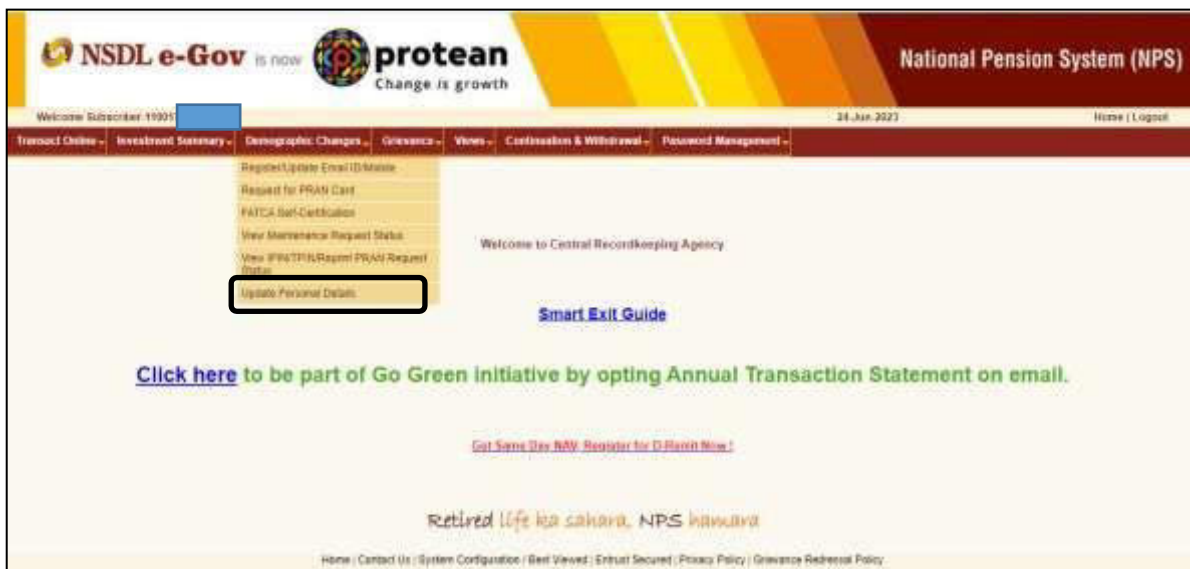 NSDL e-Gov is now protean
Change is growth
National Pension System (NPS)
Welcome Subscriber 11001
24-Jun-2023
Home | Logout
Transact Online Investment Summary Demographic Changes Grievance Views Continuation & Withdrawal Password Management
Register/Update Email ID/Mobile
Request for PRAN Card
FATCA Self-Certification
View Maintenance Request Status
View IPIN/TPIN/Reprint PRAN Request
Status
Update Personal Details
Welcome to Central Recordkeeping Agency
Smart Exit Guide
Click here to be part of Go Green initiative by opting Annual Transaction Statement on email.
Get Same Day NAV, Register for D-Remit Now !
Retired life ka sahara, NPS hamara
Home | Contact Us | System Configuration / Best Viewed | Entrust Secured | Privacy Policy | Grievance Redressal Policy